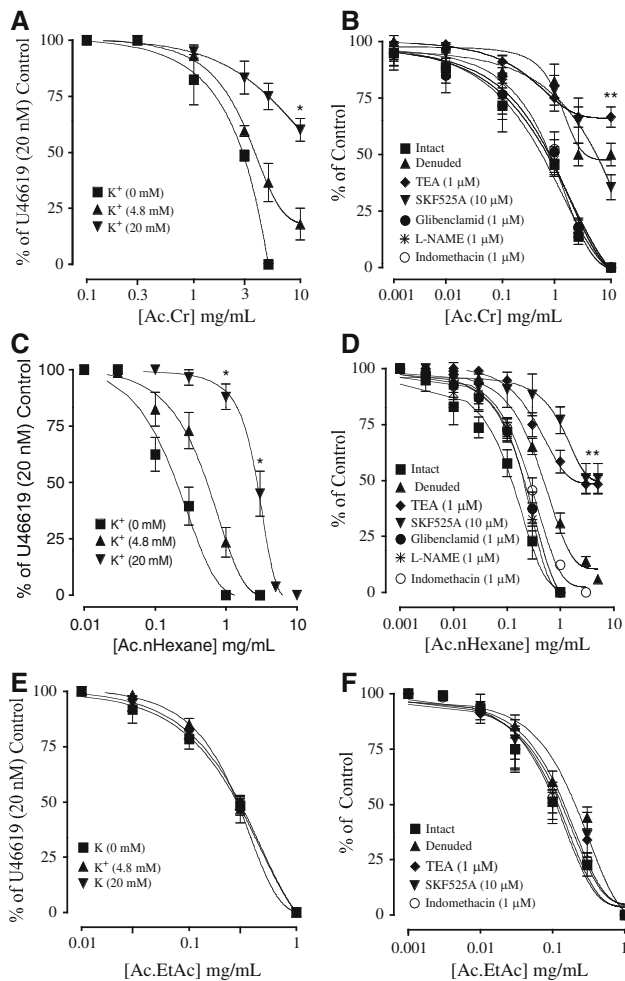 A
% of U46619 (20 nM) Control
100
75
50
25
0
*
K⁺ (0 mM)
K⁺ (4.8 mM)
K⁺ (20 mM)
0.1
0.3
1
3
10
[Ac.Cr] mg/mL
B
% of Control
100
75
50
25
0
**
Intact
Denuded
TEA (1 μM)
SKF525A (10 μM)
Glibenclamid (1 μM)
L-NAME (1 μM)
Indomethacin (1 μM)
0.001
0.01
0.1
1
10
[Ac.Cr] mg/mL
C
% of U46619 (20 nM) Control
100
75
50
25
0
*
*
K⁺ (0 mM)
K⁺ (4.8 mM)
K⁺ (20 mM)
0.01
0.1
1
10
[Ac.nHexane] mg/mL
D
% of Control
100
75
50
25
0
**
Intact
Denuded
TEA (1 μM)
SKF525A (10 μM)
Glibenclamid (1 μM)
L-NAME (1 μM)
Indomethacin (1 μM)
0.001
0.01
0.1
1
10
[Ac.nHexane] mg/mL
E
% of U46619 (20 nM) Control
100
75
50
25
0
K (0 mM)
K⁺ (4.8 mM)
K (20 mM)
0.01
0.1
1
[Ac.EtAc] mg/mL
F
% of Control
100
75
50
25
0
Intact
Denuded
TEA (1 μM)
SKF525A (10 μM)
Indomethacin (1 μM)
0.001
0.01
0.1
1
[Ac.EtAc] mg/mL